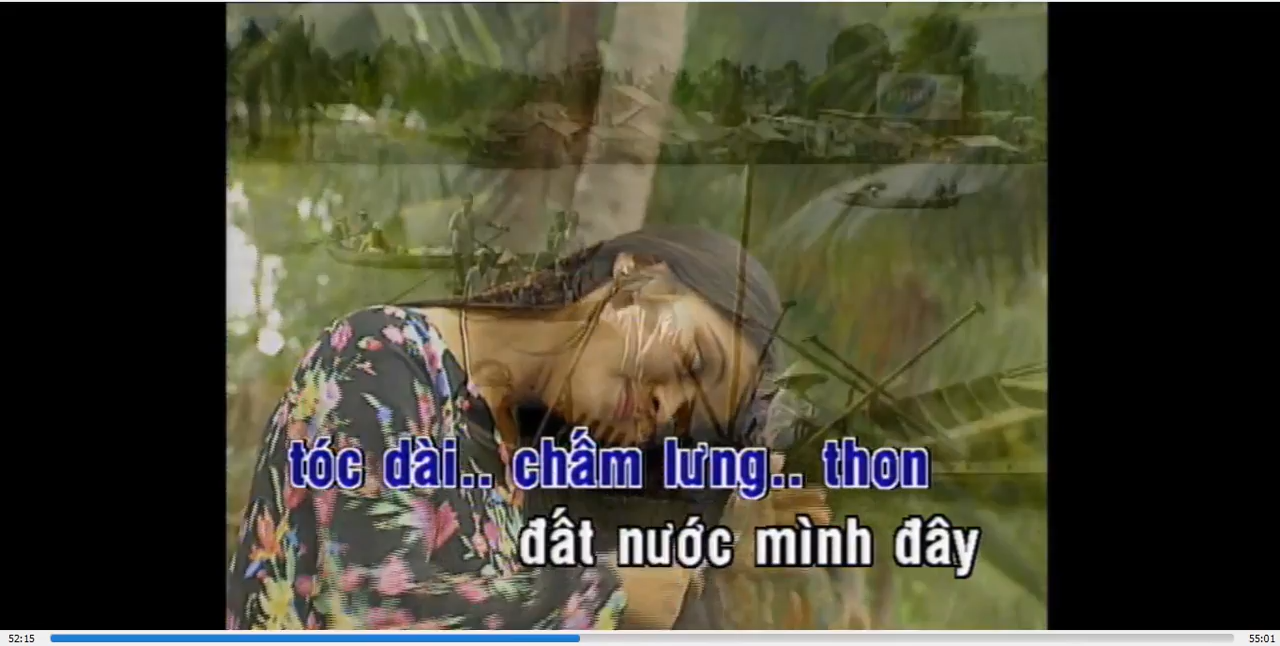 tóc dài.. chấm lưng.. thon
đất nước mình đây
52:15
55:01